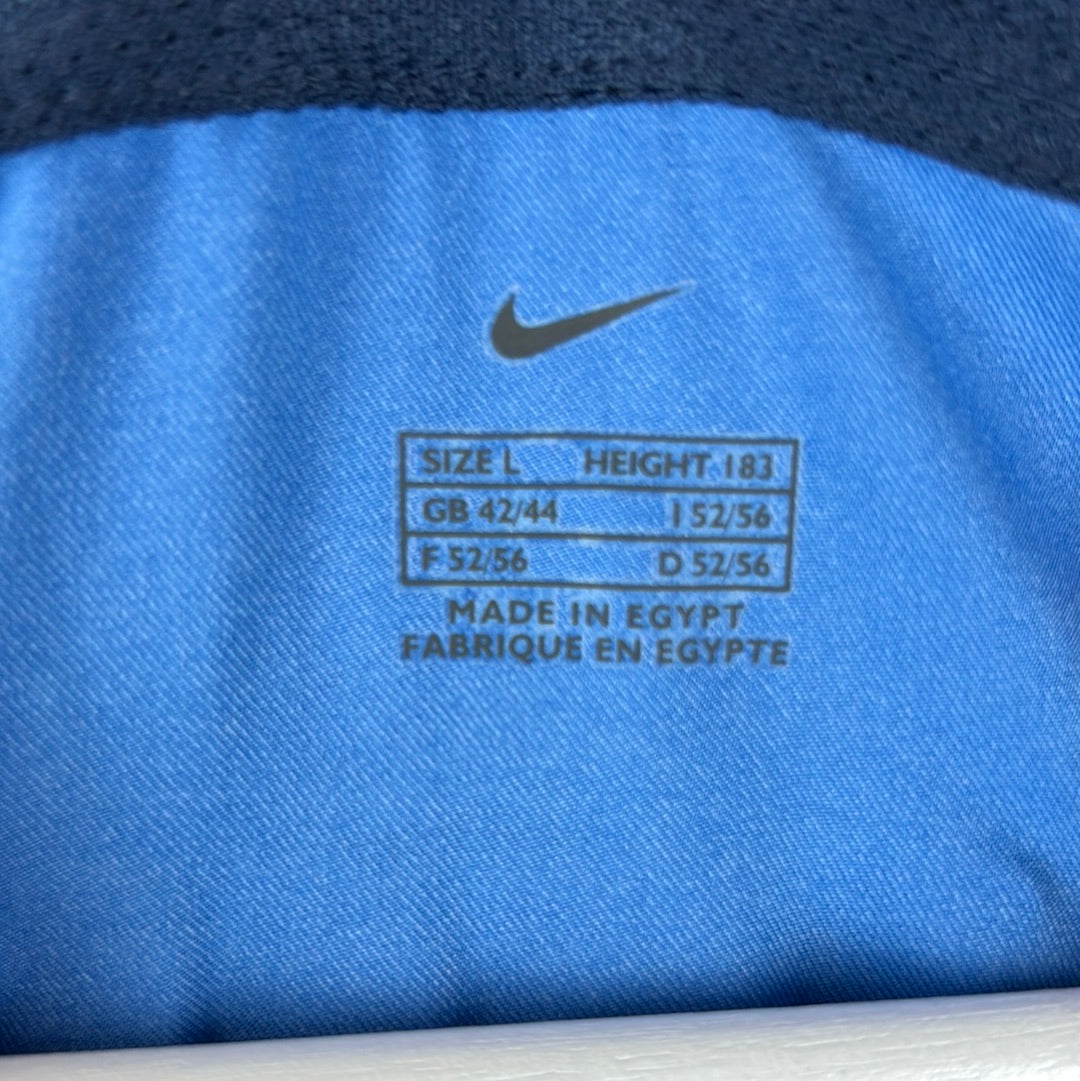 SIZE L HEIGHT 183
GB 42/44 I 52/56
F 52/56 D 52/56
MADE IN EGYPT
FABRIQUE EN EGYPTE